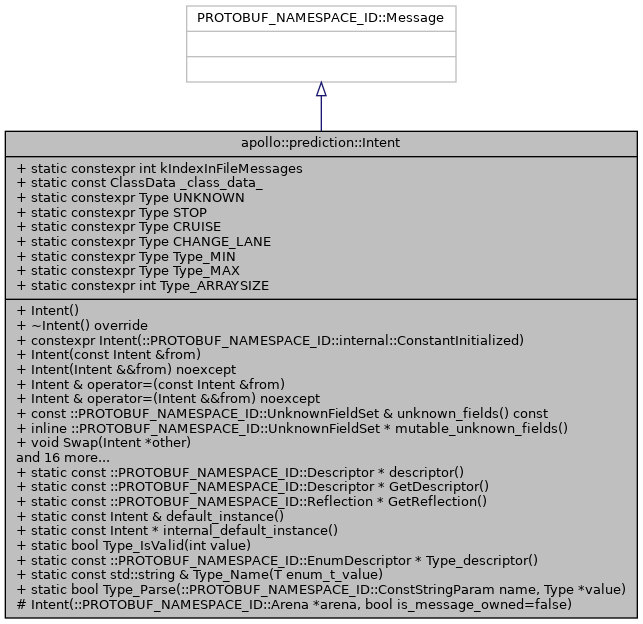 PROTOBUF_NAMESPACE_ID::Message
apollo::prediction::Intent
+ static constexpr int kIndexInFileMessages
+ static const ClassData _class_data_
+ static constexpr Type UNKNOWN
+ static constexpr Type STOP
+ static constexpr Type CRUISE
+ static constexpr Type CHANGE_LANE
+ static constexpr Type Type_MIN
+ static constexpr Type Type_MAX
+ static constexpr int Type_ARRAYSIZE
+ Intent()
+ ~Intent() override
+ constexpr Intent(::PROTOBUF_NAMESPACE_ID::internal::ConstantInitialized)
+ Intent(const Intent &from)
+ Intent(Intent &&from) noexcept
+ Intent & operator=(const Intent &from)
+ Intent & operator=(Intent &&from) noexcept
+ const ::PROTOBUF_NAMESPACE_ID::UnknownFieldSet & unknown_fields() const
+ inline ::PROTOBUF_NAMESPACE_ID::UnknownFieldSet * mutable_unknown_fields()
+ void Swap(Intent *other)
and 16 more...
+ static const ::PROTOBUF_NAMESPACE_ID::Descriptor * descriptor()
+ static const ::PROTOBUF_NAMESPACE_ID::Descriptor * GetDescriptor()
+ static const ::PROTOBUF_NAMESPACE_ID::Reflection * GetReflection()
+ static const Intent & default_instance()
+ static const Intent * internal_default_instance()
+ static bool Type_IsValid(int value)
+ static const ::PROTOBUF_NAMESPACE_ID::EnumDescriptor * Type_descriptor()
+ static const std::string & Type_Name(T enum_t_value)
+ static bool Type_Parse(::PROTOBUF_NAMESPACE_ID::ConstStringParam name, Type *value)
# Intent(::PROTOBUF_NAMESPACE_ID::Arena *arena, bool is_message_owned=false)